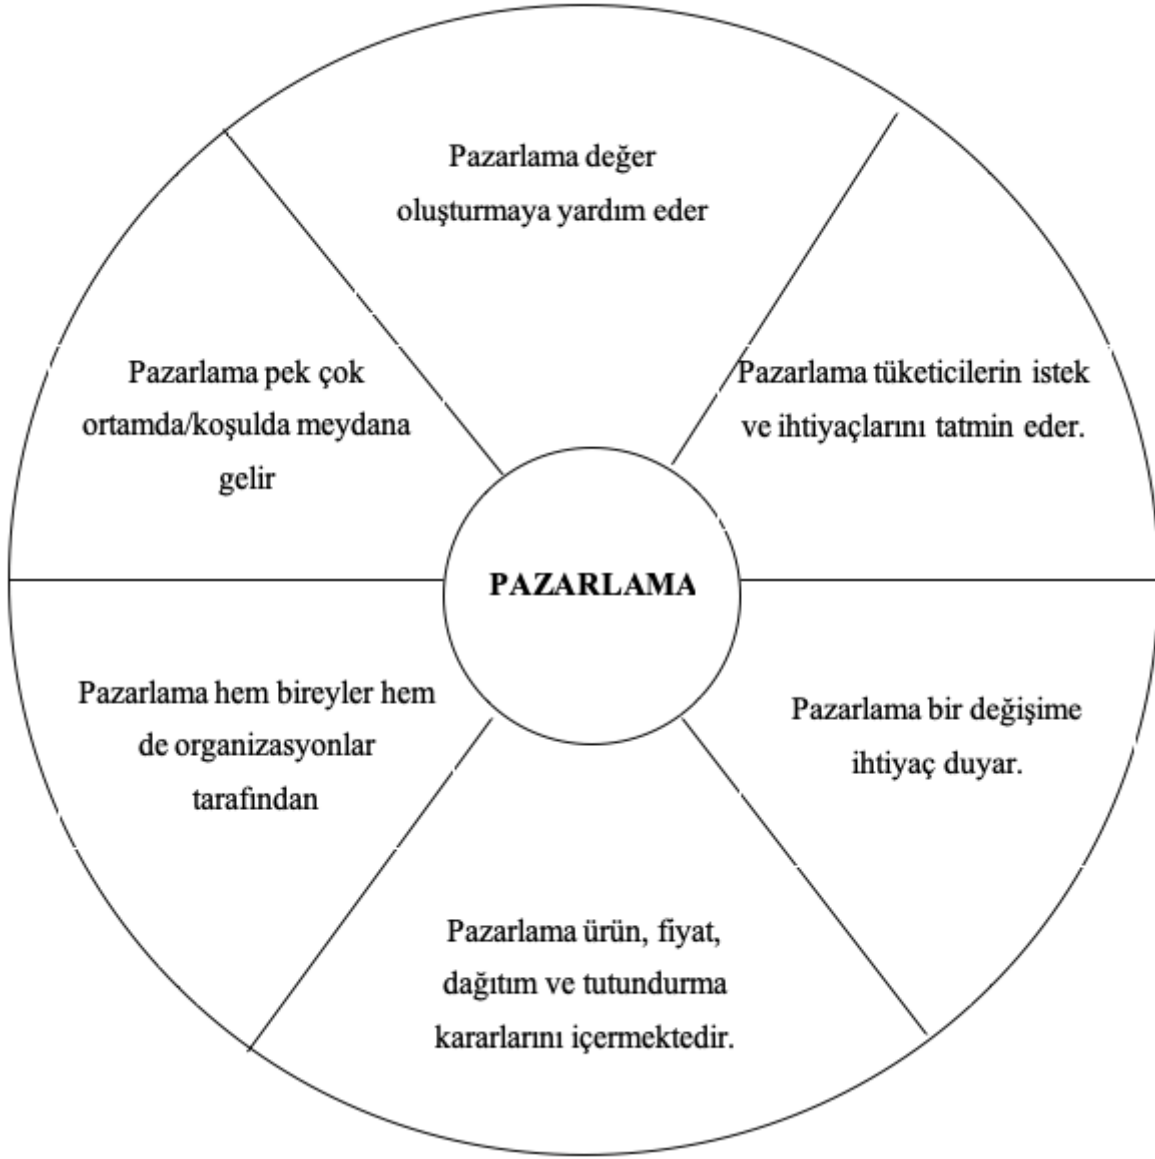 Pazarlama değer
oluşturmaya yardım eder
Pazarlama tüketicilerin istek
ve ihtiyaçlarını tatmin eder.
Pazarlama bir değişime
ihtiyaç duyar.
Pazarlama ürün, fiyat,
dağıtım ve tutundurma
kararlarını içermektedir.
Pazarlama hem bireyler hem
de organizasyonlar
tarafından
Pazarlama pek çok
ortamda/koşulda meydana
gelir
PAZARLAMA